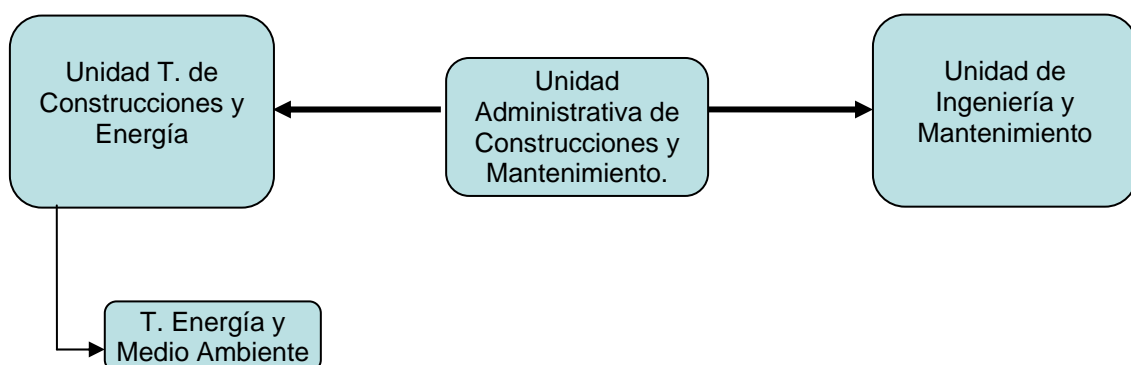 Unidad T. de
Construcciones y
Energía
Unidad
Administrativa de
Construcciones y
Mantenimiento.
Unidad de
Ingeniería y
Mantenimiento
T. Energía y
Medio Ambiente